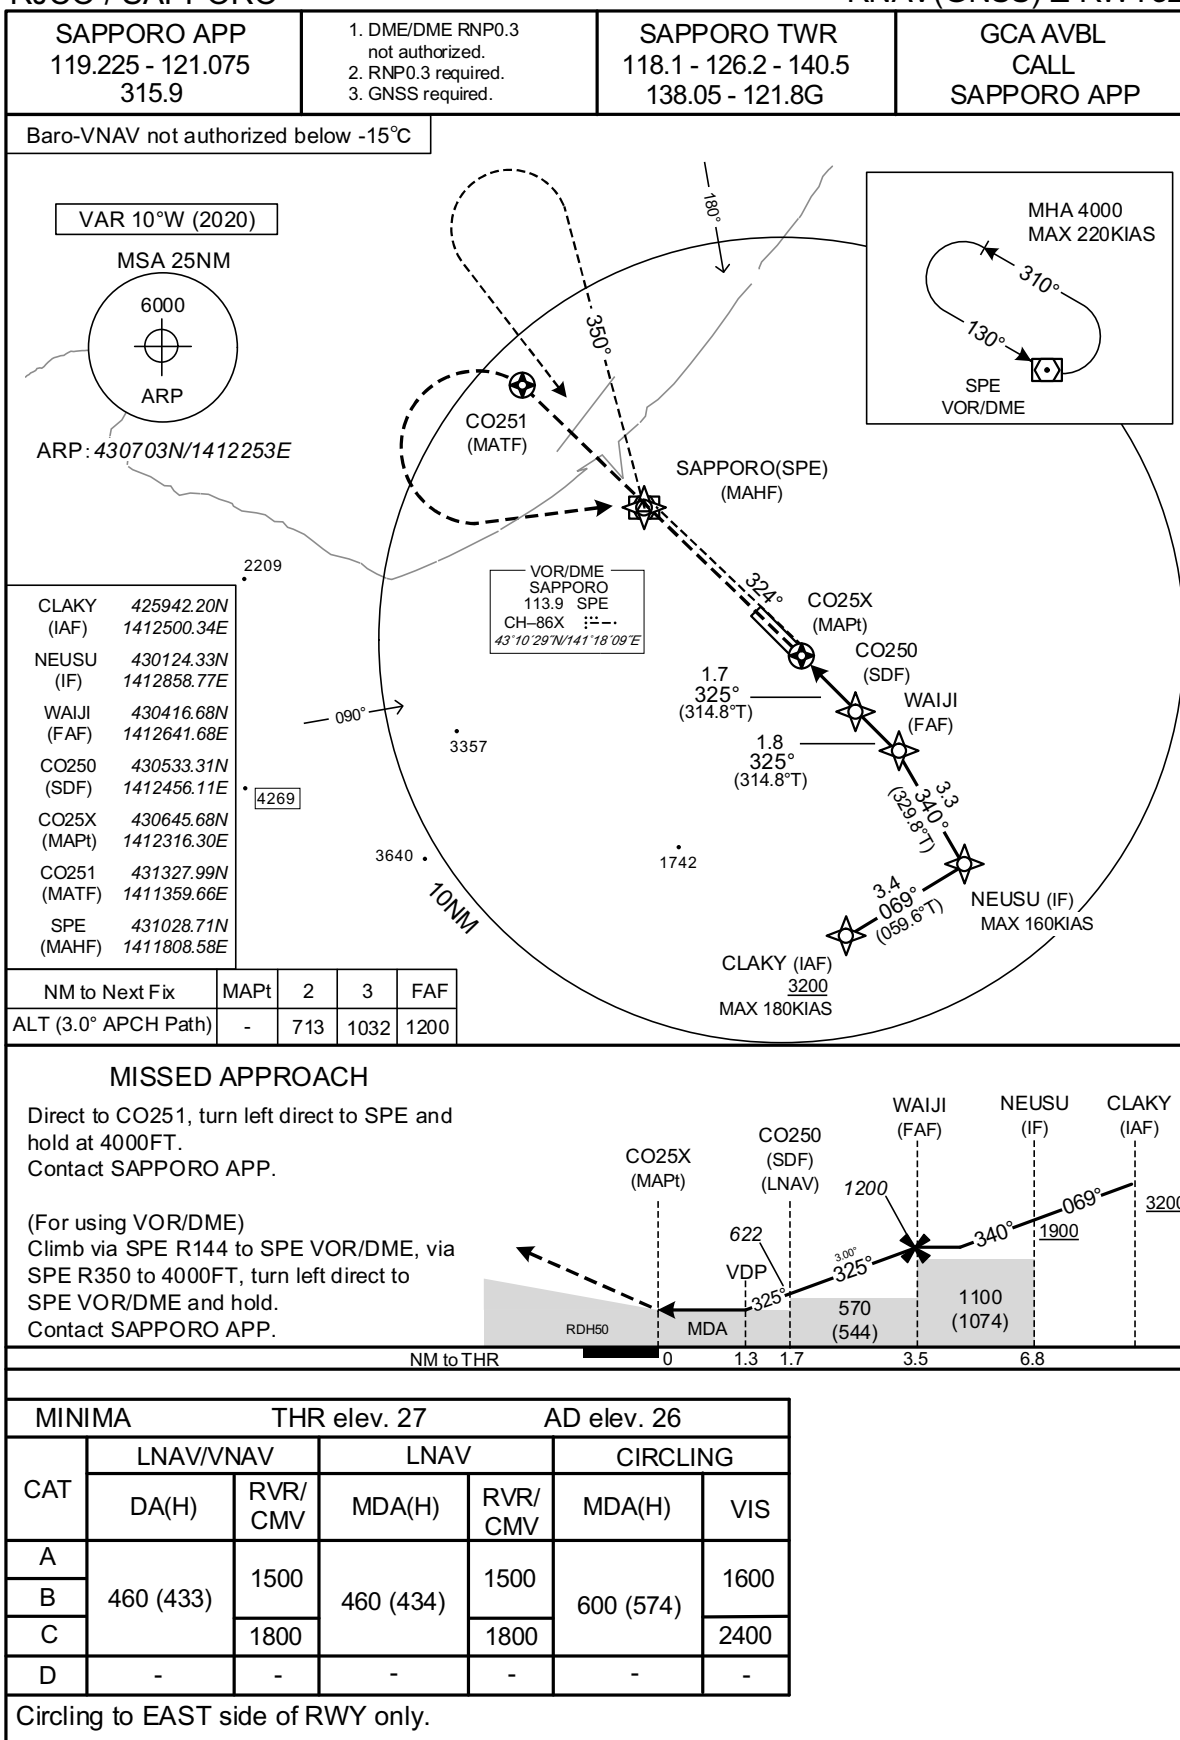 RJCO / SAPPORO
RNAV(GNSS) Z RWY32
SAPPORO APP
119.225 - 121.075
315.9
1. DME/DME RNP0.3
not authorized.
2. RNP0.3 required.
3. GNSS required.
SAPPORO TWR
118.1 - 126.2 - 140.5
138.05 - 121.8G
GCA AVBL
CALL
SAPPORO APP
Baro-VNAV not authorized below -15°C
VAR 10°W (2020)
MSA 25NM
6000
ARP
ARP: 430703N/1412253E
180°
MHA 4000
MAX 220KIAS
310°
130°
SPE
VOR/DME
350°
CO251
(MATF)
SAPPORO(SPE)
(MAHF)
2209
VOR/DME
SAPPORO
113.9 SPE
CH–86X
43°10'29"N/141°18'09"E
324°
CO25X
(MAPt)
CO250
(SDF)
WAIJI
(FAF)
1.7
325°
(314.8°T)
1.8
325°
(314.8°T)
3.3
340°
(329.8°T)
090°
3357
4269
3640
1742
10NM
3.4
069°
(059.6°T)
NEUSU (IF)
MAX 160KIAS
CLAKY (IAF)
3200
MAX 180KIAS
CLAKY 425942.20N
(IAF) 1412500.34E
NEUSU 430124.33N
(IF) 1412858.77E
WAIJI 430416.68N
(FAF) 1412641.68E
CO250 430533.31N
(SDF) 1412456.11E
CO25X 430645.68N
(MAPt) 1412316.30E
CO251 431327.99N
(MATF) 1411359.66E
SPE 431028.71N
(MAHF) 1411808.58E
NM to Next Fix MAPt 2 3 FAF
ALT (3.0° APCH Path) - 713 1032 1200
MISSED APPROACH
Direct to CO251, turn left direct to SPE and
hold at 4000FT.
Contact SAPPORO APP.
(For using VOR/DME)
Climb via SPE R144 to SPE VOR/DME, via
SPE R350 to 4000FT, turn left direct to
SPE VOR/DME and hold.
Contact SAPPORO APP.
CO25X
(MAPt)
CO250
(SDF)
(LNAV)
WAIJI
(FAF)
NEUSU
(IF)
CLAKY
(IAF)
1200
622
VDP
325°
3.00°
325°
340°
069°
1900
3200
RDH50
MDA
570
(544)
1100
(1074)
NM to THR 0 1.3 1.7 3.5 6.8
MINIMA THR elev. 27 AD elev. 26
CAT LNAV/VNAV LNAV CIRCLING
DA(H) RVR/CMV MDA(H) RVR/CMV MDA(H) VIS
A
B
460 (433) 1500 460 (434) 1500 600 (574) 1600
C 1800 1800 2400
D - - - - - -
Circling to EAST side of RWY only.